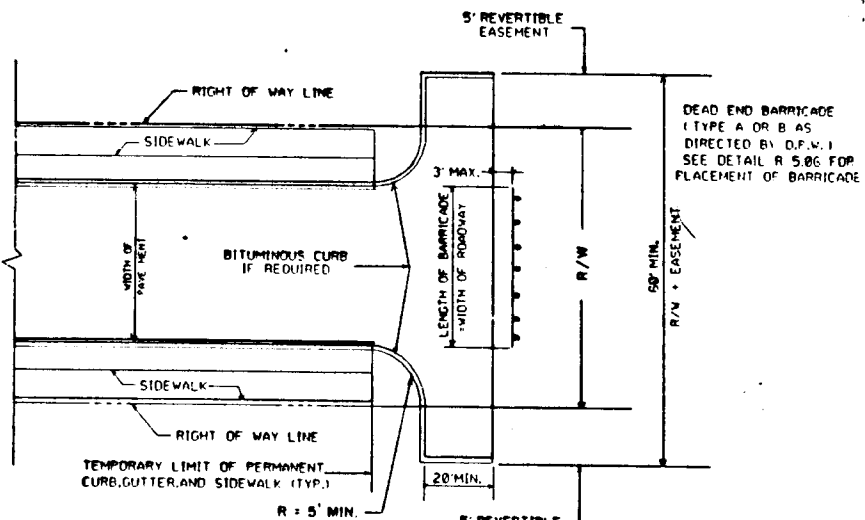 5' REVERTIBLE
EASEMENT
RIGHT OF WAY LINE
SIDEWALK
DEAD END BARRICADE
(TYPE A OR B AS
DIRECTED BY D.P.W.)
SEE DETAIL R 5.06 FOR
PLACEMENT OF BARRICADE
3' MAX.
WIDTH OF
PAVEMENT
BITUMINOUS CURB
IF REQUIRED
LENGTH OF BARRICADE
=WIDTH OF ROADWAY
R/W
60' MIN.
R/W + EASEMENT
SIDEWALK
RIGHT OF WAY LINE
TEMPORARY LIMIT OF PERMANENT
CURB,GUTTER,AND SIDEWALK (TYP.)
20'MIN.
R = 5' MIN.
5' REVERTIBLE